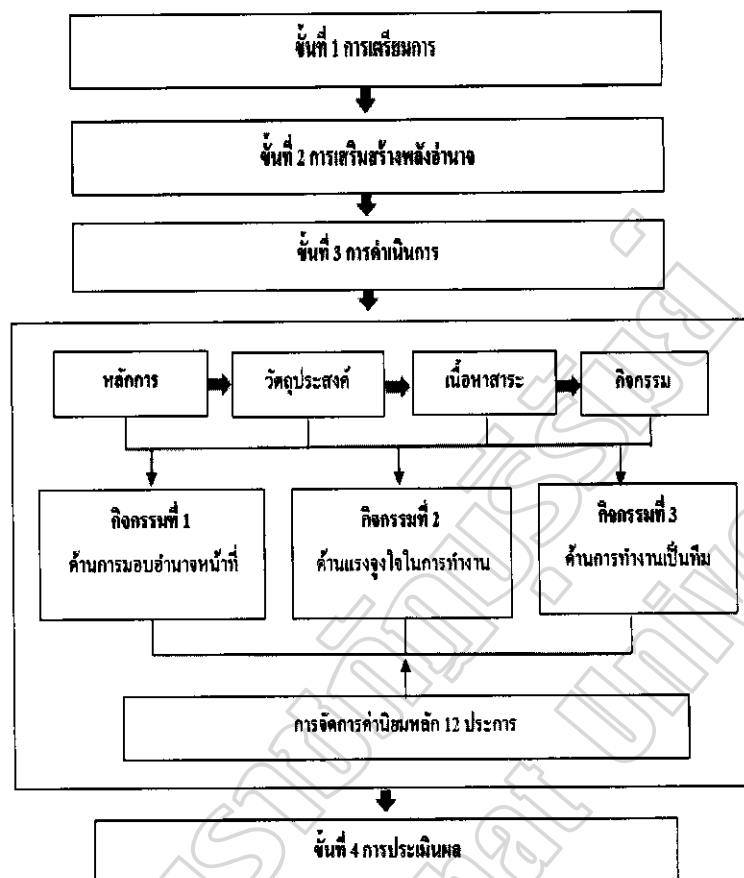 ขั้นที่ 1 การเตรียมการ
ขั้นที่ 2 การเสริมสร้างพลังอำนาจ
ขั้นที่ 3 การดำเนินการ
หลักการ
วัตถุประสงค์
เนื้อหาสาระ
กิจกรรม
กิจกรรมที่ 1
ด้านการมอบอำนาจหน้าที่
กิจกรรมที่ 2
ด้านแรงจูงใจในการทำงาน
กิจกรรมที่ 3
ด้านการทำงานเป็นทีม
การจัดการค่านิยมหลัก 12 ประการ
ขั้นที่ 4 การประเมินผล